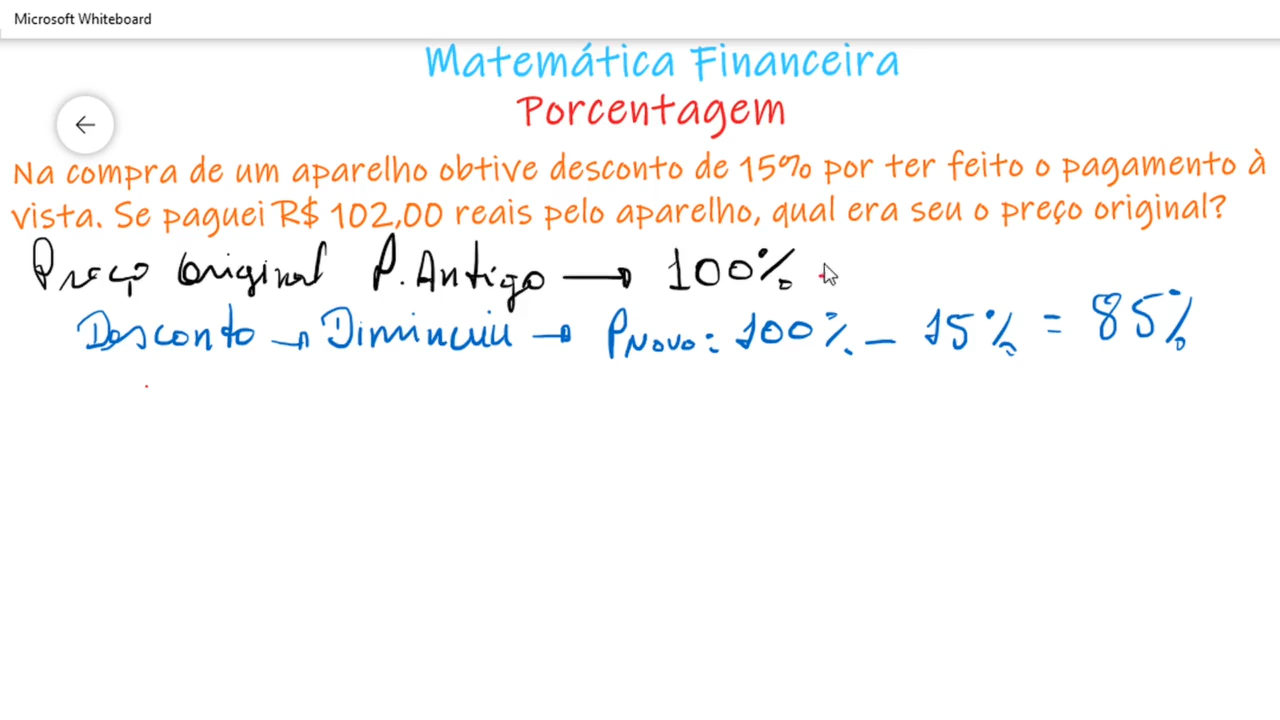 Microsoft Whiteboard
Matemática Financeira
Porcentagem
Na compra de um aparelho obtive desconto de 15% por ter feito o pagamento à
vista. Se paguei R$ 102,00 reais pelo aparelho, qual era seu o preço original?
Preço Original P. Antigo → 100%
Desconto → Diminuiu → P Novo: 100% - 15% = 85%